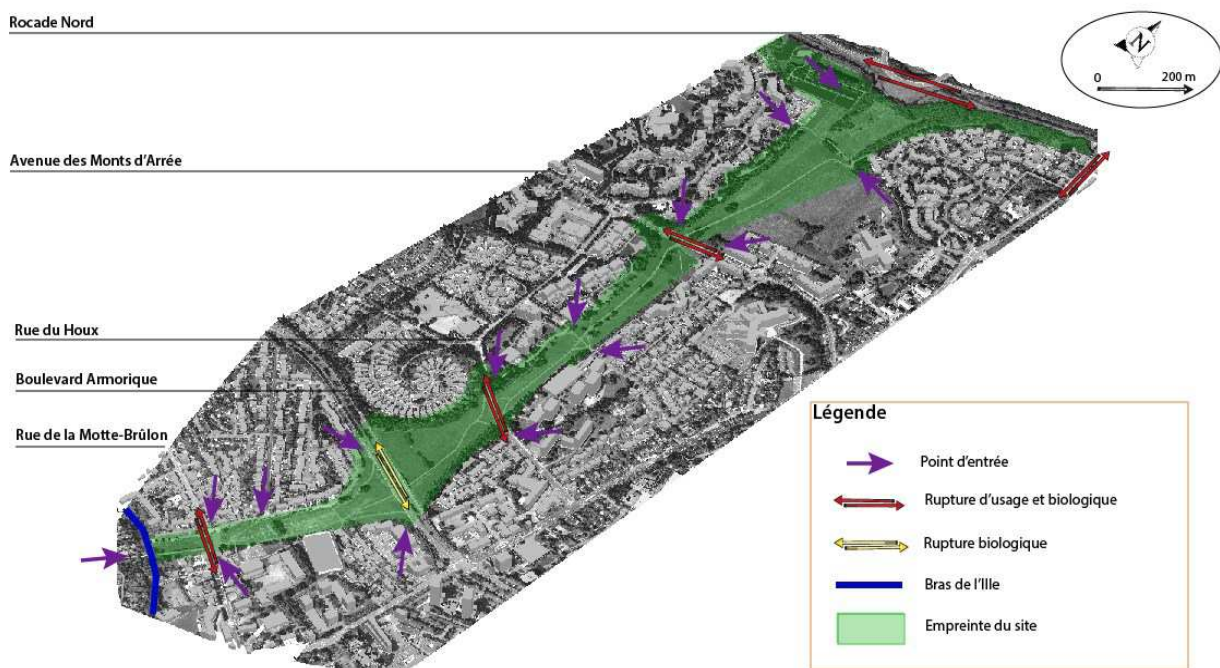 Rocade Nord
N
0 200 m
Avenue des Monts d'Arrée
Rue du Houx
Boulevard Armorique
Rue de la Motte-Brûlon
Légende
Point d'entrée
Rupture d'usage et biologique
Rupture biologique
Bras de l'Ille
Empreinte du site